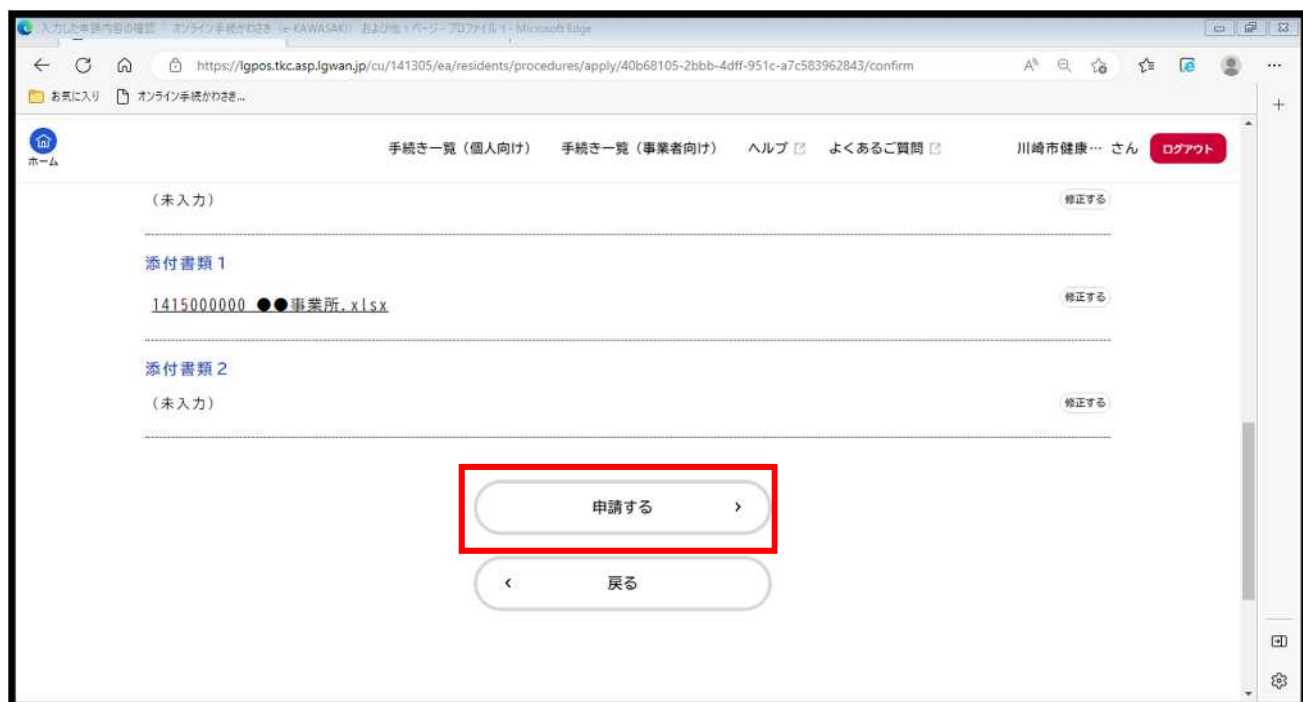 入力した申請内容の確認 | オンライン手続かわさき (e-KAWASAKI) および他 1 ページ - プロファイル 1 - Microsoft Edge
https://lgpos.tkc.asp.lgwan.jp/cu/141305/ea/residents/procedures/apply/40b68105-2bbb-4dff-951c-a7c583962843/confirm
お気に入り オンライン手続かわさき...
ホーム
手続き一覧（個人向け） 手続き一覧（事業者向け） ヘルプ よくあるご質問 川崎市健康… さん ログアウト
（未入力） 修正する
添付書類１
1415000000 ●●事業所.xlsx 修正する
添付書類２
（未入力） 修正する
申請する
戻る